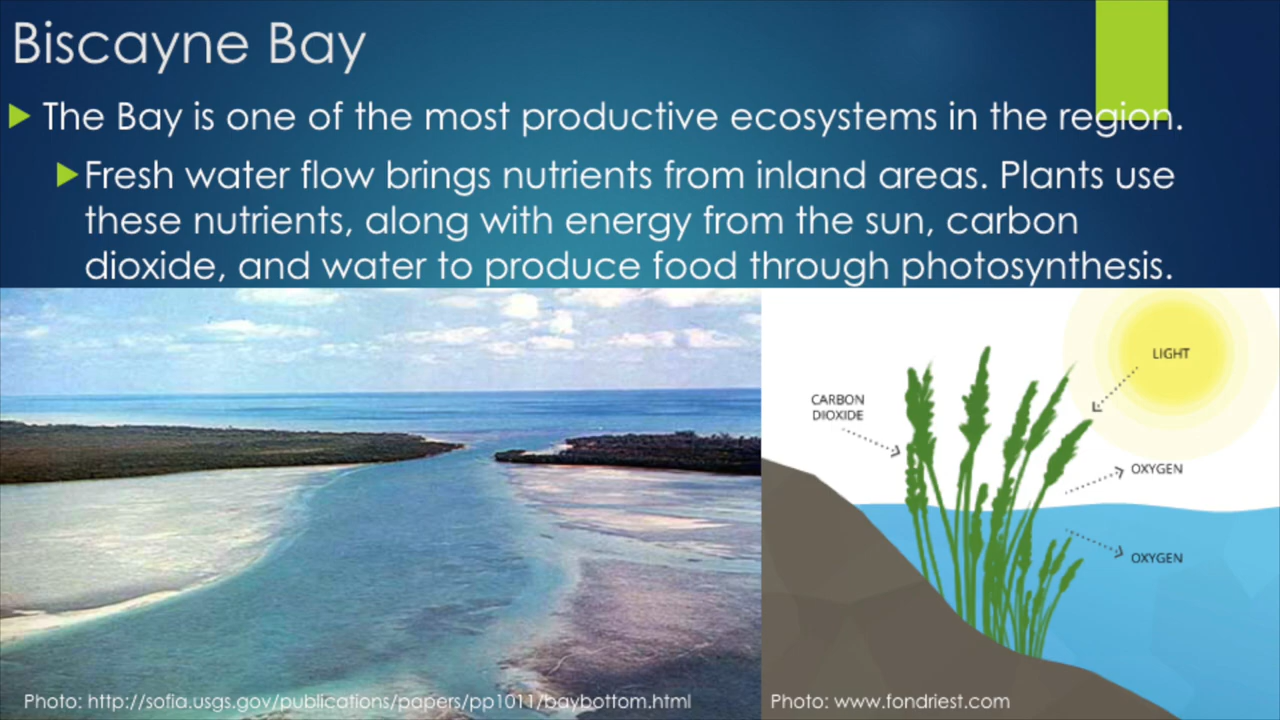 Biscayne Bay
The Bay is one of the most productive ecosystems in the region.
Fresh water flow brings nutrients from inland areas. Plants use
these nutrients, along with energy from the sun, carbon
dioxide, and water to produce food through photosynthesis.
LIGHT
CARBON
DIOXIDE
OXYGEN
OXYGEN
Photo: http://sofia.usgs.gov/publications/papers/pp1011/baybottom.html
Photo: www.fondriest.com